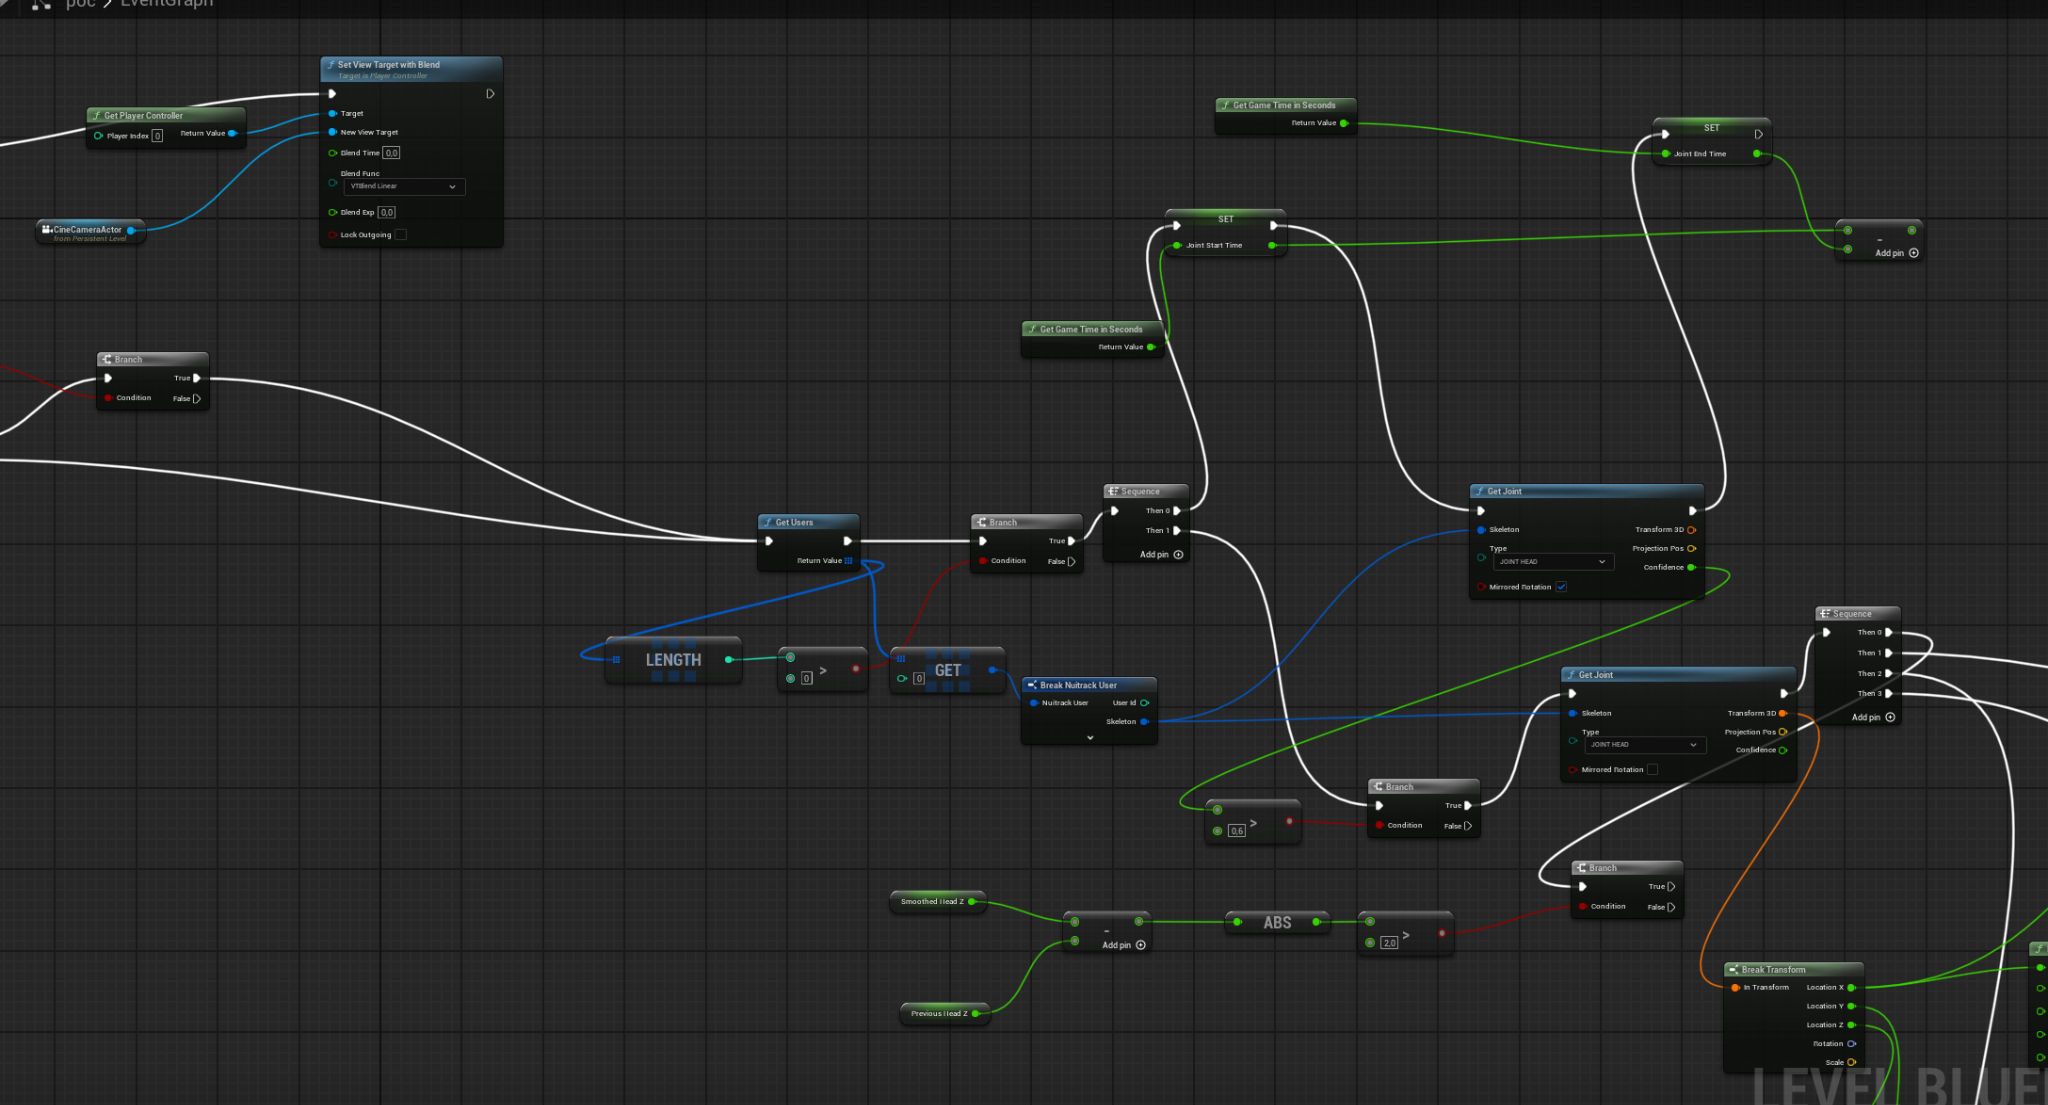 poc > EventGraph
Set View Target with Blend
Target is Player Controller
Target
New View Target
Blend Time 0,0
Blend Func
VTBlend Linear
Blend Exp 0,0
Lock Outgoing
Get Player Controller
Player Index 0 Return Value
CineCameraActor
from Persistent Level
Get Game Time in Seconds
Return Value
SET
Joint End Time
SET
Joint Start Time
-
Add pin
Get Game Time in Seconds
Return Value
Branch
True
Condition False
Get Users
Return Value
Branch
True
Condition False
Sequence
Then 0
Then 1
Add pin
Get Joint
Skeleton Transform 3D
Type Projection Pos
JOINT HEAD
Confidence
Mirrored Rotation
LENGTH
>
0
GET
0
Break Nuitrack User
Nuitrack User User Id
Skeleton
Sequence
Then 0
Then 1
Then 2
Then 3
Add pin
Get Joint
Skeleton Transform 3D
Type Projection Pos
JOINT HEAD
Confidence
Mirrored Rotation
>
0,6
Branch
True
Condition False
Branch
True
Condition False
Smoothed Head Z
-
Add pin
ABS
>
2,0
Previous Head Z
Break Transform
In Transform Location X
Location Y
Location Z
Rotation
Scale